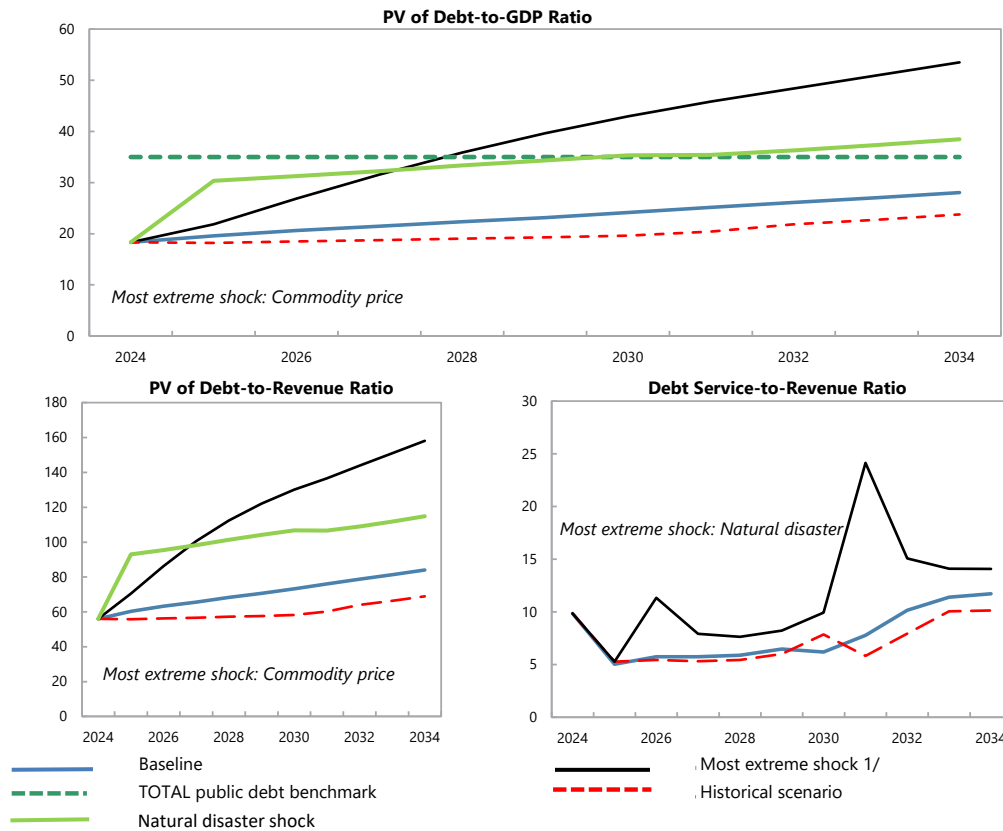 PV of Debt-to-GDP Ratio
60
50
40
30
20
10
0
Most extreme shock: Commodity price
2024 2026 2028 2030 2032 2034
PV of Debt-to-Revenue Ratio
180
160
140
120
100
80
60
40
20
0
Most extreme shock: Commodity price
2024 2026 2028 2030 2032 2034
Debt Service-to-Revenue Ratio
30
25
20
15
10
5
0
Most extreme shock: Natural disaster
2024 2026 2028 2030 2032 2034
Baseline
TOTAL public debt benchmark
Natural disaster shock
Most extreme shock 1/
Historical scenario